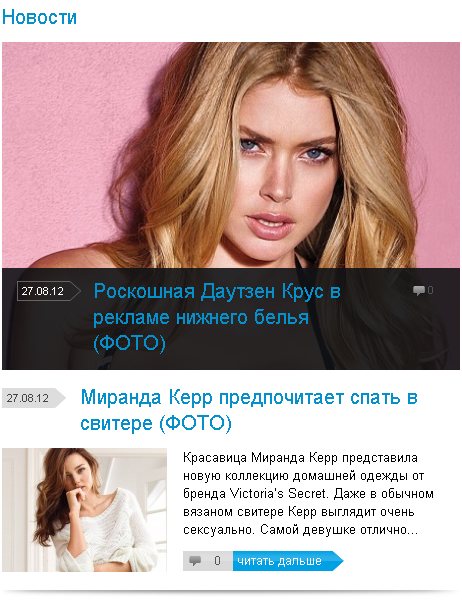 Новости
27.08.12
Роскошная Даутзен Крус в
рекламе нижнего белья
(ФОТО)
0
27.08.12
Миранда Керр предпочитает спать в
свитере (ФОТО)
Красавица Миранда Керр представила
новую коллекцию домашней одежды от
бренда Victoria's Secret. Даже в обычном
вязаном свитере Керр выглядит очень
сексуально. Самой девушке отлично...
0 читать дальше